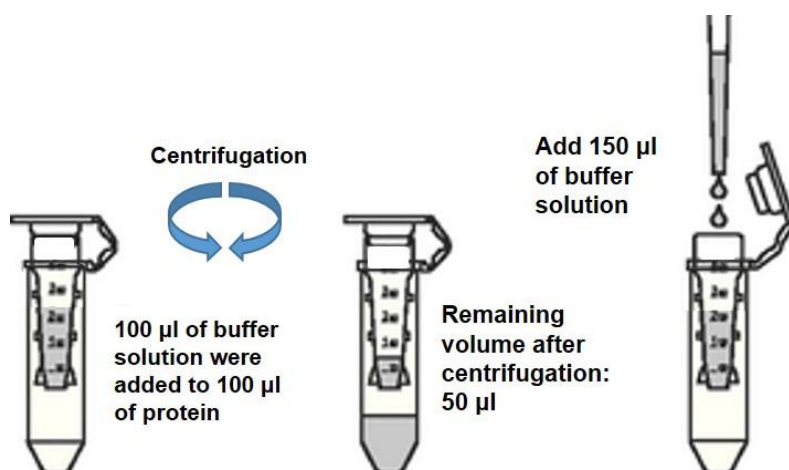 Centrifugation
100 µl of buffer
solution were
added to 100 µl
of protein
Remaining
volume after
centrifugation:
50 µl
Add 150 µl
of buffer
solution